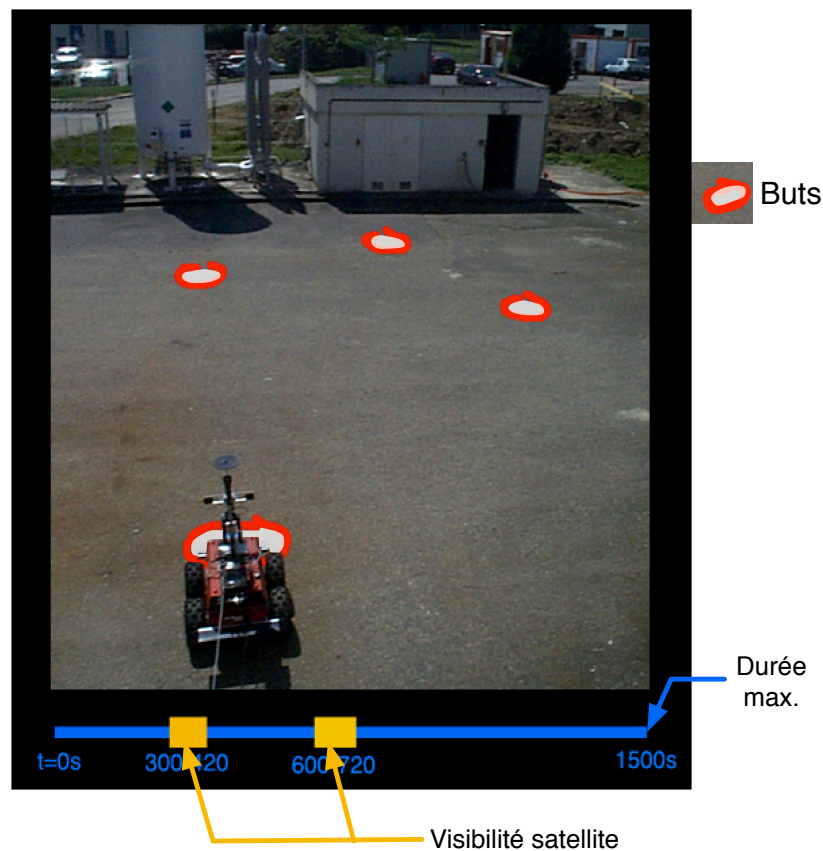 Buts
Durée
max.
t=0s
300 420
600 720
1500s
Visibilité satellite